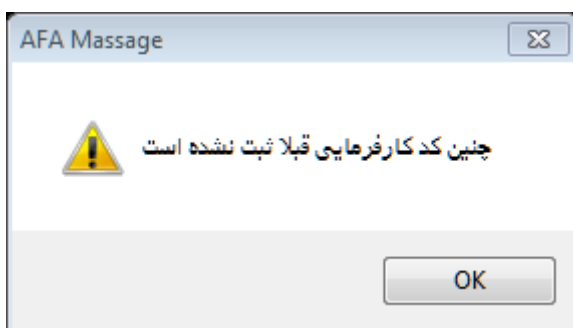 AFA Massage
چنین کد کارفرمایی قبلا ثبت نشده است
OK